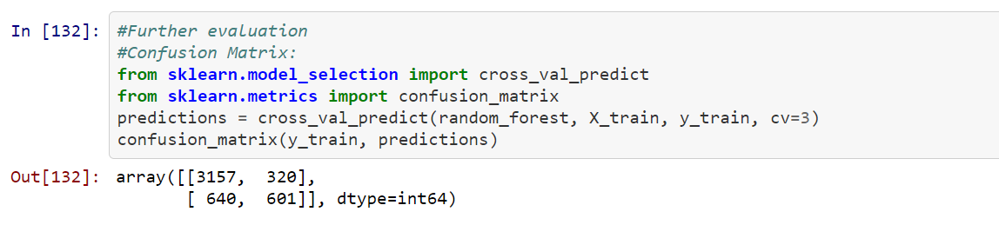 In [132]: #Further evaluation
#Confusion Matrix:
from sklearn.model_selection import cross_val_predict
from sklearn.metrics import confusion_matrix
predictions = cross_val_predict(random_forest, X_train, y_train, cv=3)
confusion_matrix(y_train, predictions)
Out[132]: array([[3157,  320],
[ 640,  601]], dtype=int64)